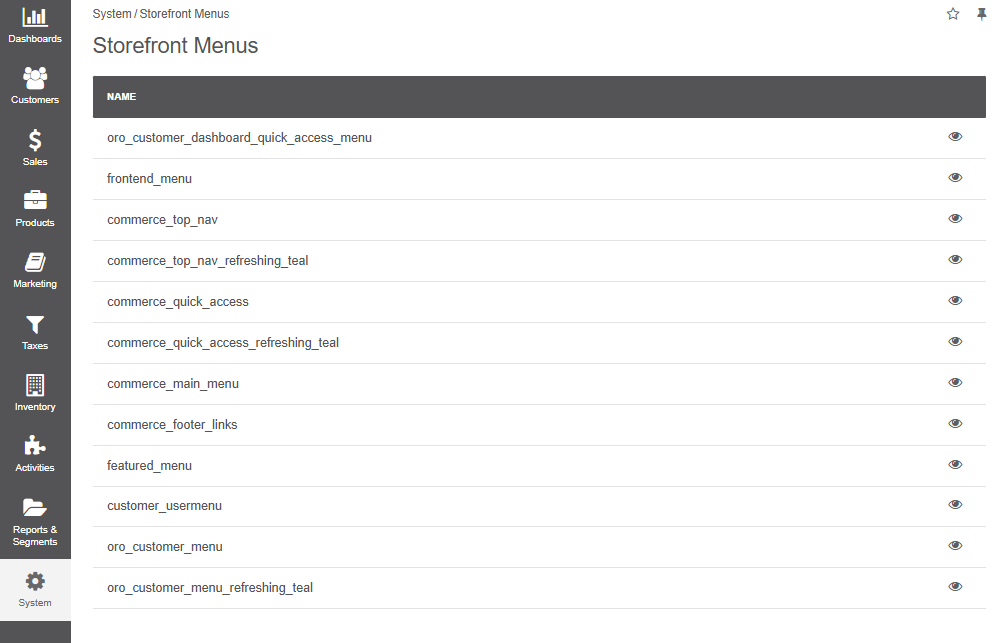 Dashboards
Customers
Sales
Products
Marketing
Taxes
Inventory
Activities
Reports &
Segments
System
System / Storefront Menus
Storefront Menus
NAME
oro_customer_dashboard_quick_access_menu
frontend_menu
commerce_top_nav
commerce_top_nav_refreshing_teal
commerce_quick_access
commerce_quick_access_refreshing_teal
commerce_main_menu
commerce_footer_links
featured_menu
customer_usermenu
oro_customer_menu
oro_customer_menu_refreshing_teal